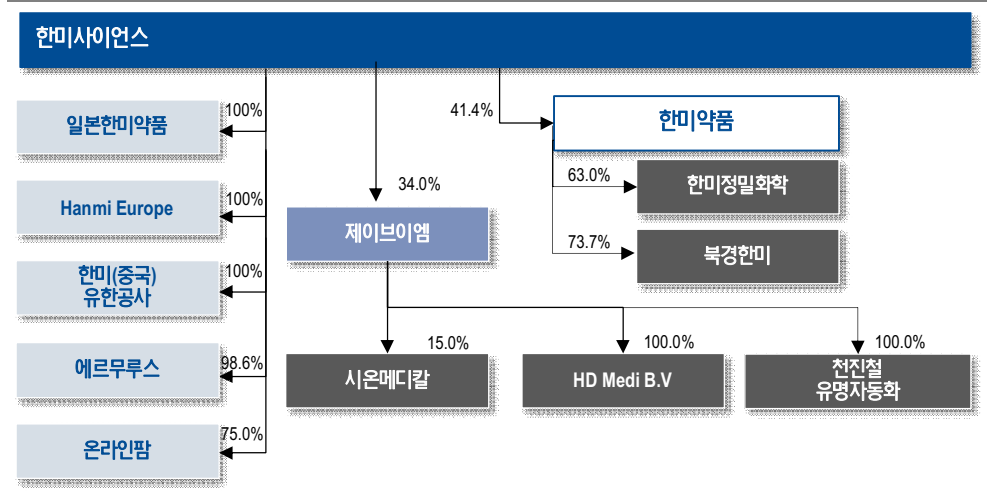 한미사이언스
100%
일본한미약품
41.4%
한미약품
63.0%
한미정밀화학
34.0%
100%
Hanmi Europe
제이브이엠
73.7%
북경한미
100%
한미(중국)
유한공사
98.6%
에르무루스
15.0%
시온메디칼
100.0%
HD Medi B.V
100.0%
천진철
유명자동화
75.0%
온라인팜